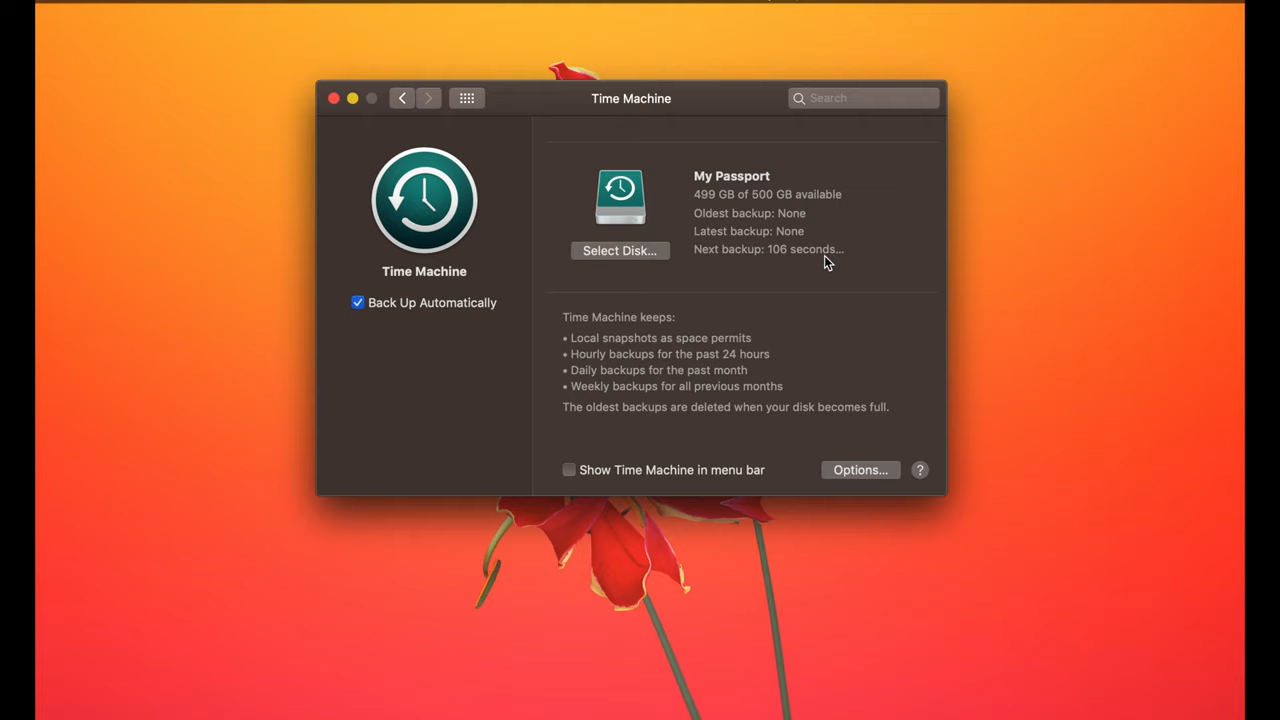 Time Machine
Search
My Passport
499 GB of 500 GB available
Oldest backup: None
Latest backup: None
Next backup: 106 seconds...
Select Disk...
Time Machine
Back Up Automatically
Time Machine keeps:
• Local snapshots as space permits
• Hourly backups for the past 24 hours
• Daily backups for the past month
• Weekly backups for all previous months
The oldest backups are deleted when your disk becomes full.
Show Time Machine in menu bar
Options...
?